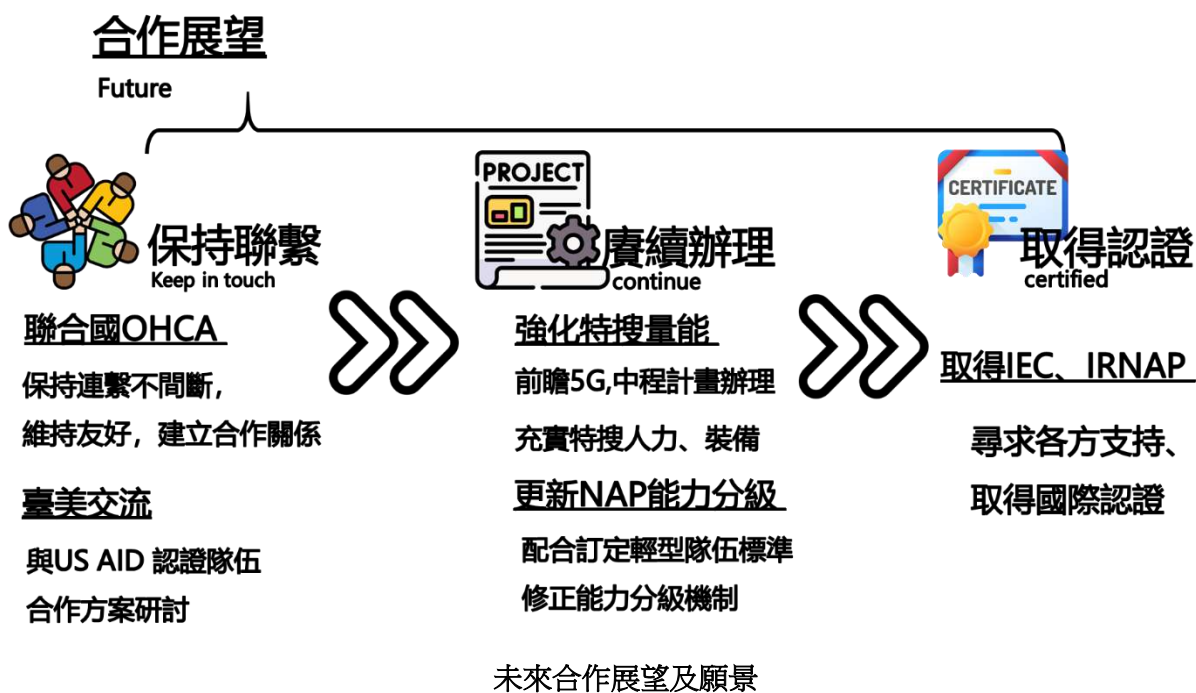 合作展望
Future
保持聯繫
Keep in touch
聯合國OHCA
保持連繫不間斷,
維持友好，建立合作關係
臺美交流
與US AID 認證隊伍
合作方案研討
PROJECT
賡續辦理
continue
強化特搜量能
前瞻5G,中程計畫辦理
充實特搜人力、裝備
更新NAP能力分級
配合訂定輕型隊伍標準
修正能力分級機制
CERTIFICATE
取得認證
certified
取得IEC、IRNAP
尋求各方支持、
取得國際認證
未來合作展望及願景